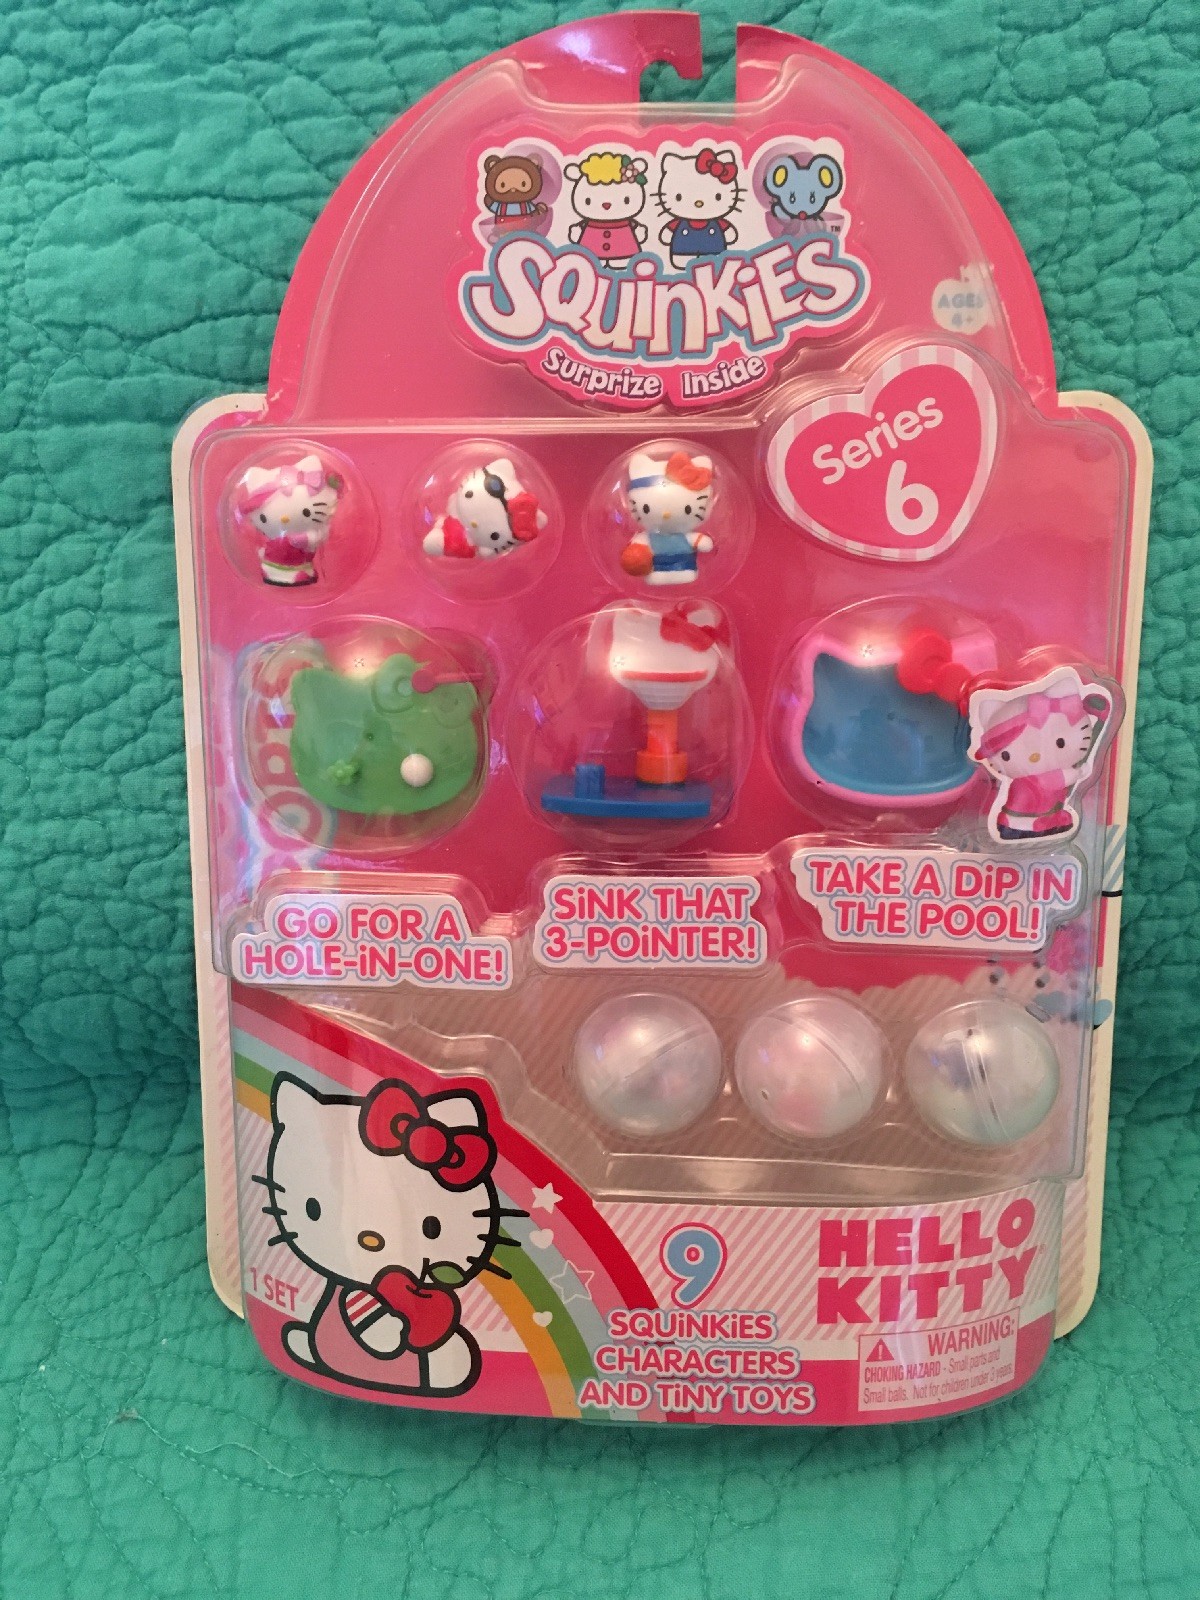 SQUiNKiES
™
Surprize Inside
AGES
4+
Series
6
GO FOR A
HOLE-iN-ONE!
SiNK THAT
3-POiNTER!
TAKE A DiP IN
THE POOL!
1 SET
9
SQUiNKiES
CHARACTERS
AND TiNY TOYS
HELLO
KITTY
WARNING:
CHOKING HAZARD - Small parts and
Small balls. Not for children under 3 years.